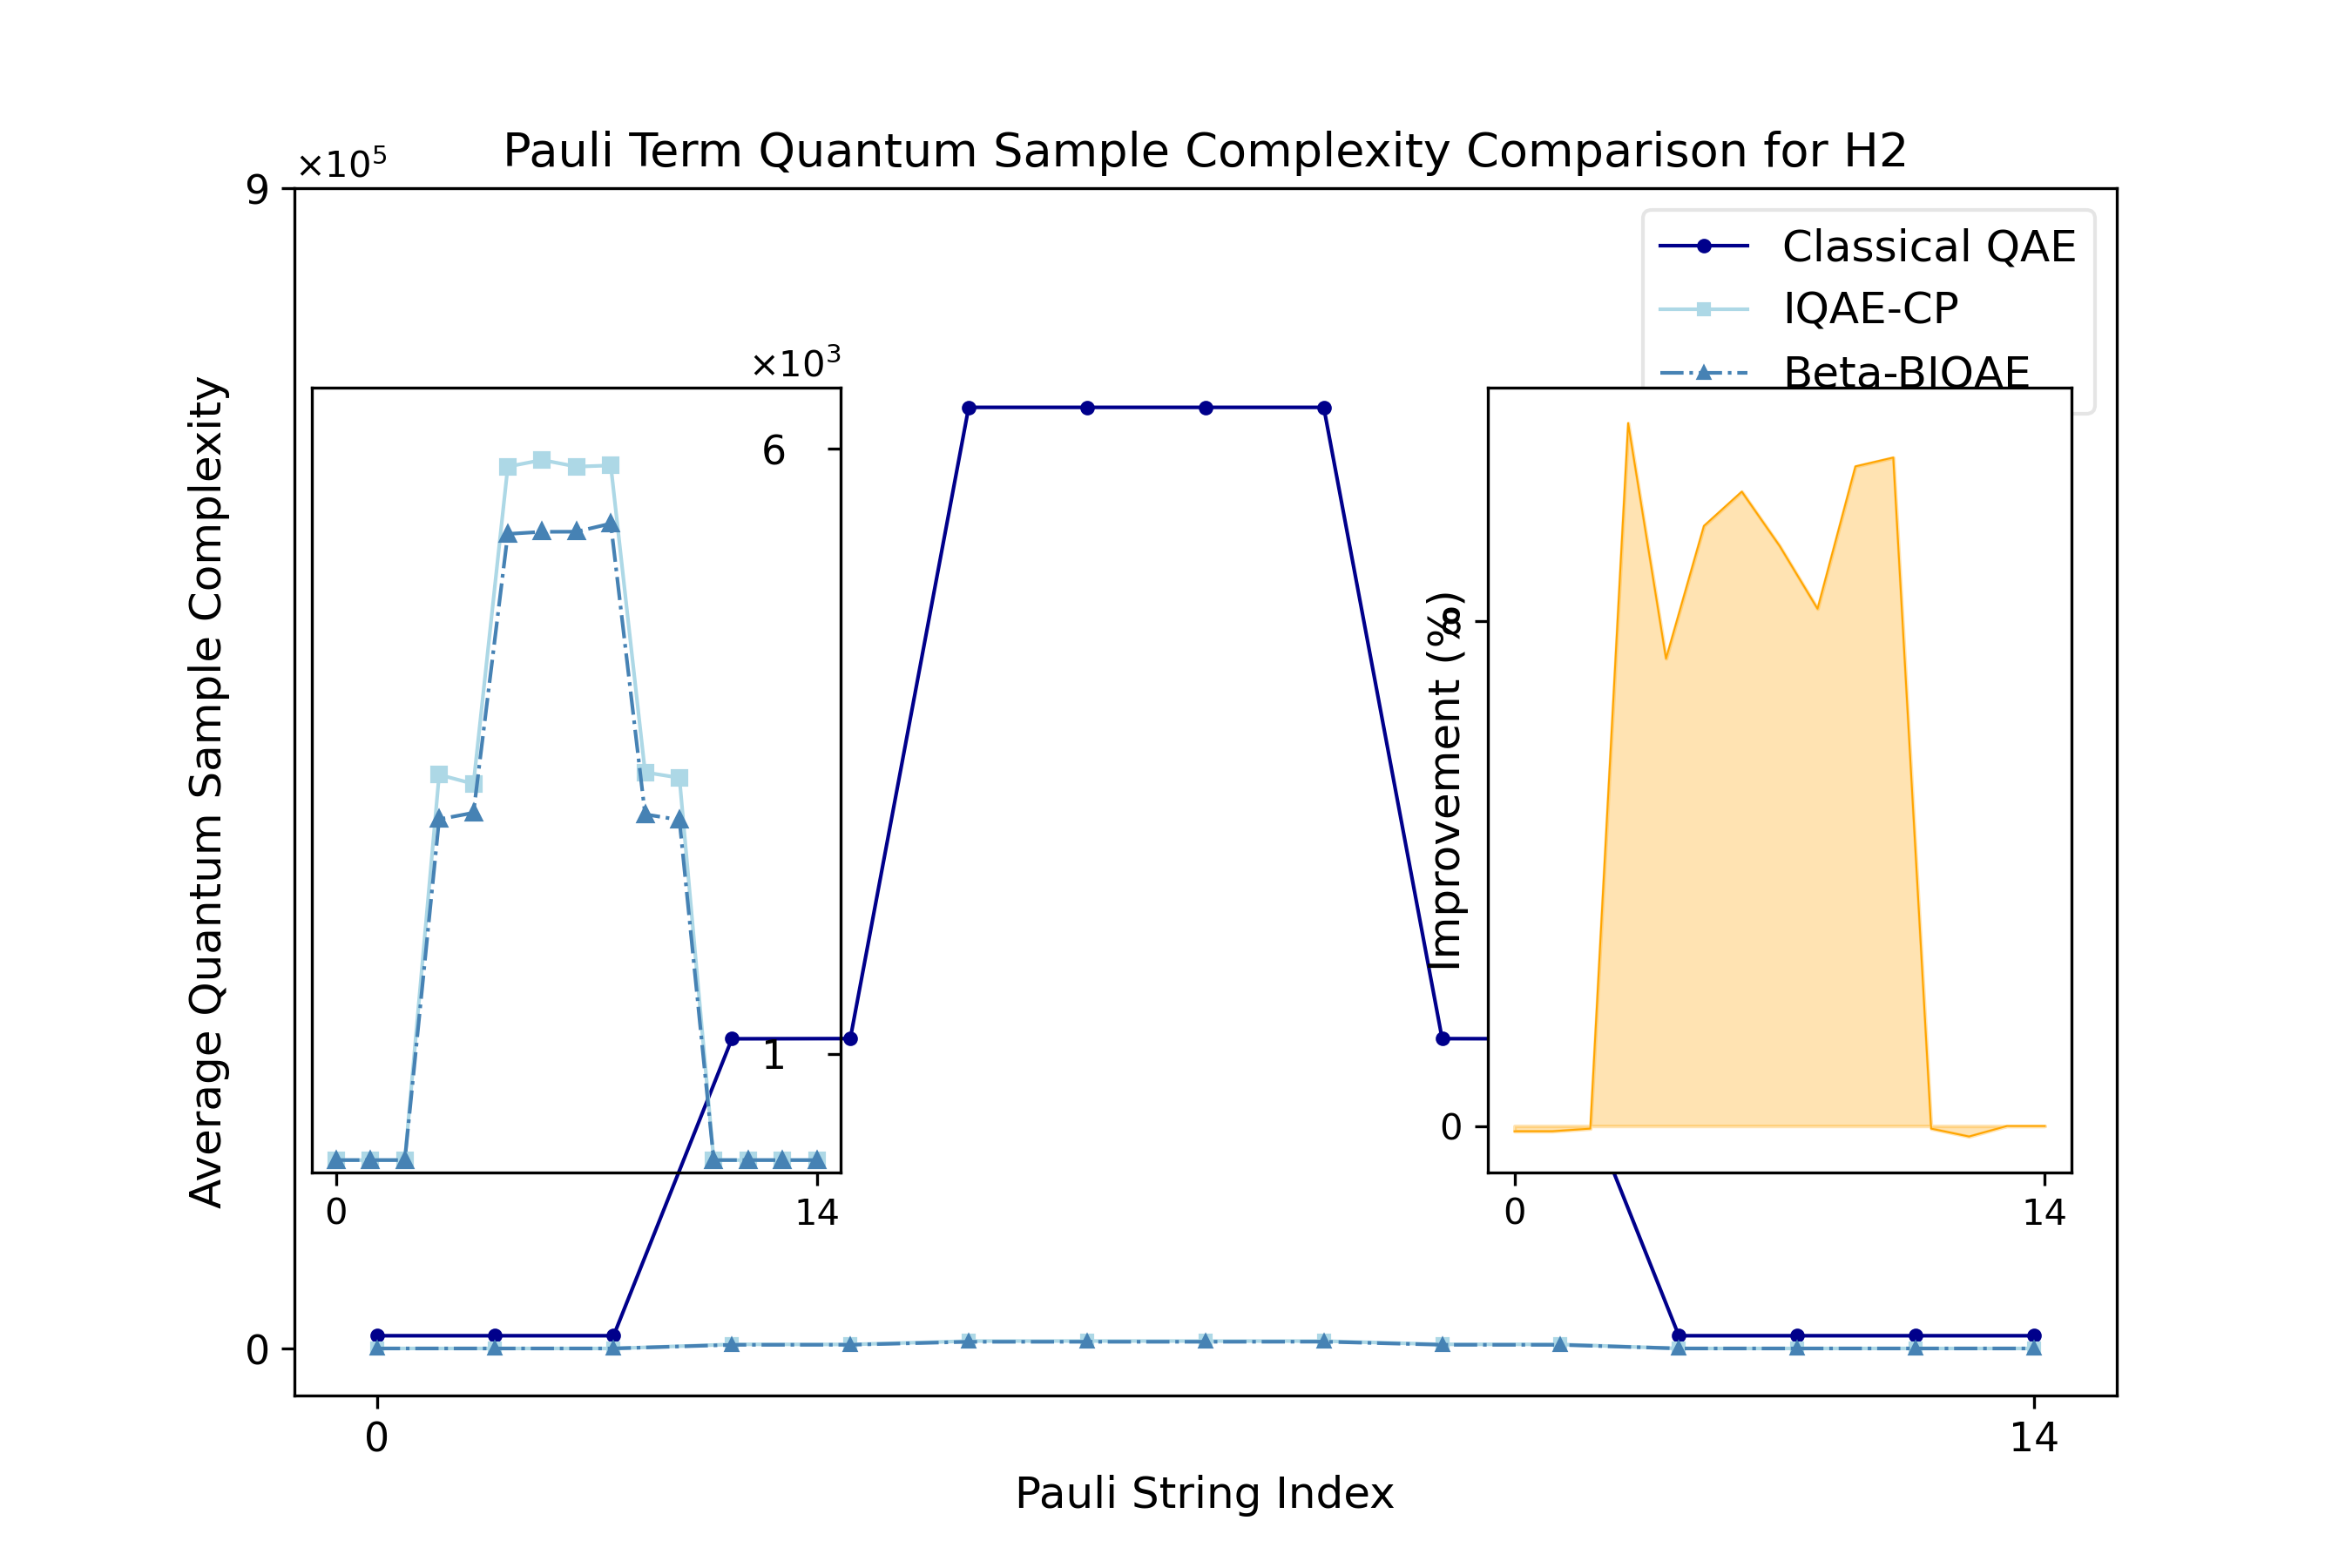 Pauli Term Quantum Sample Complexity Comparison for H2
×10⁵
9
0
Average Quantum Sample Complexity
Classical QAE
IQAE-CP
Beta-BIQAE
×10³
6
1
0 14
Improvement (%)
8
0
0 14
0 14
Pauli String Index